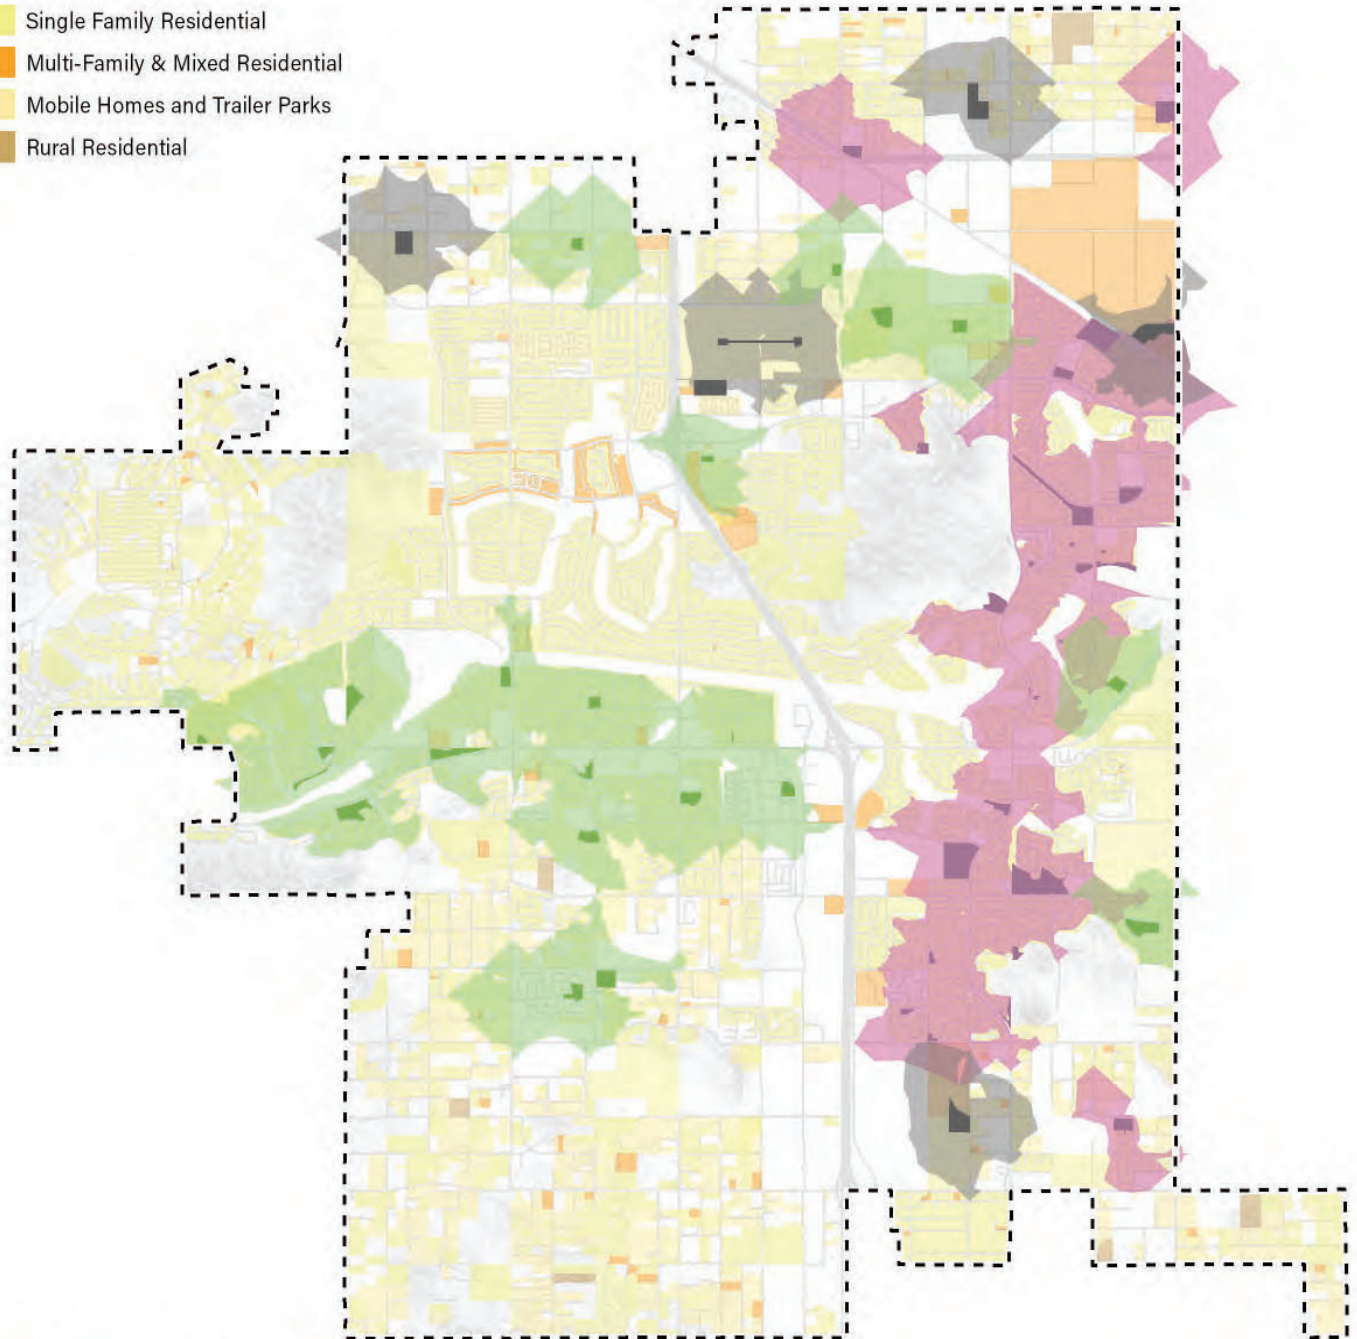 Single Family Residential
Multi-Family & Mixed Residential
Mobile Homes and Trailer Parks
Rural Residential